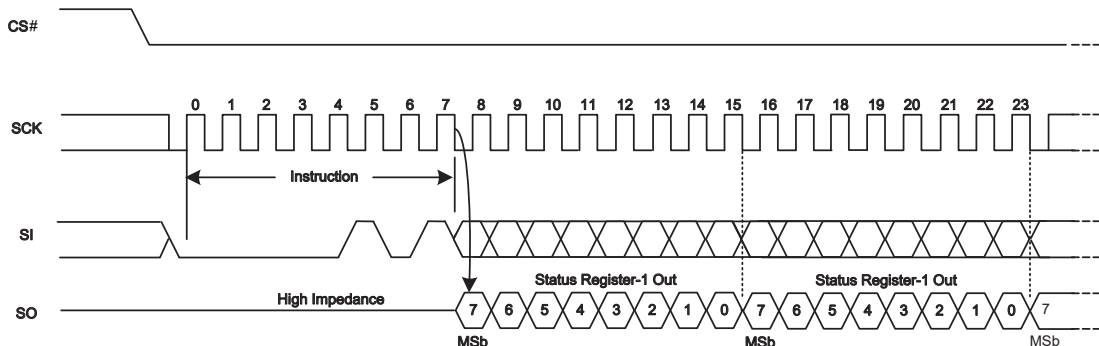 CS#
0 1 2 3 4 5 6 7 8 9 10 11 12 13 14 15 16 17 18 19 20 21 22 23
SCK
Instruction
SI
Status Register-1 Out Status Register-1 Out
High Impedance
SO
7 6 5 4 3 2 1 0 7 6 5 4 3 2 1 0 7
MSb MSb MSb